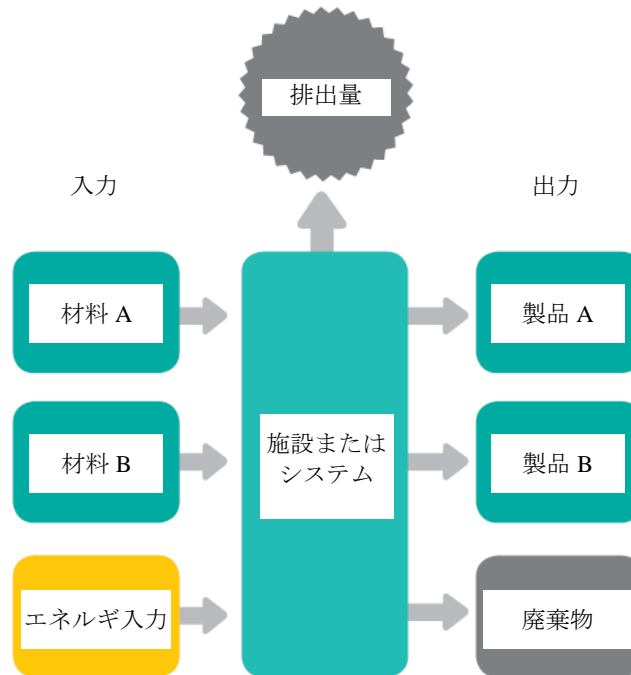 排出量
入力
出力
材料 A
製品 A
材料 B
施設または
システム
製品 B
エネルギ入力
廃棄物